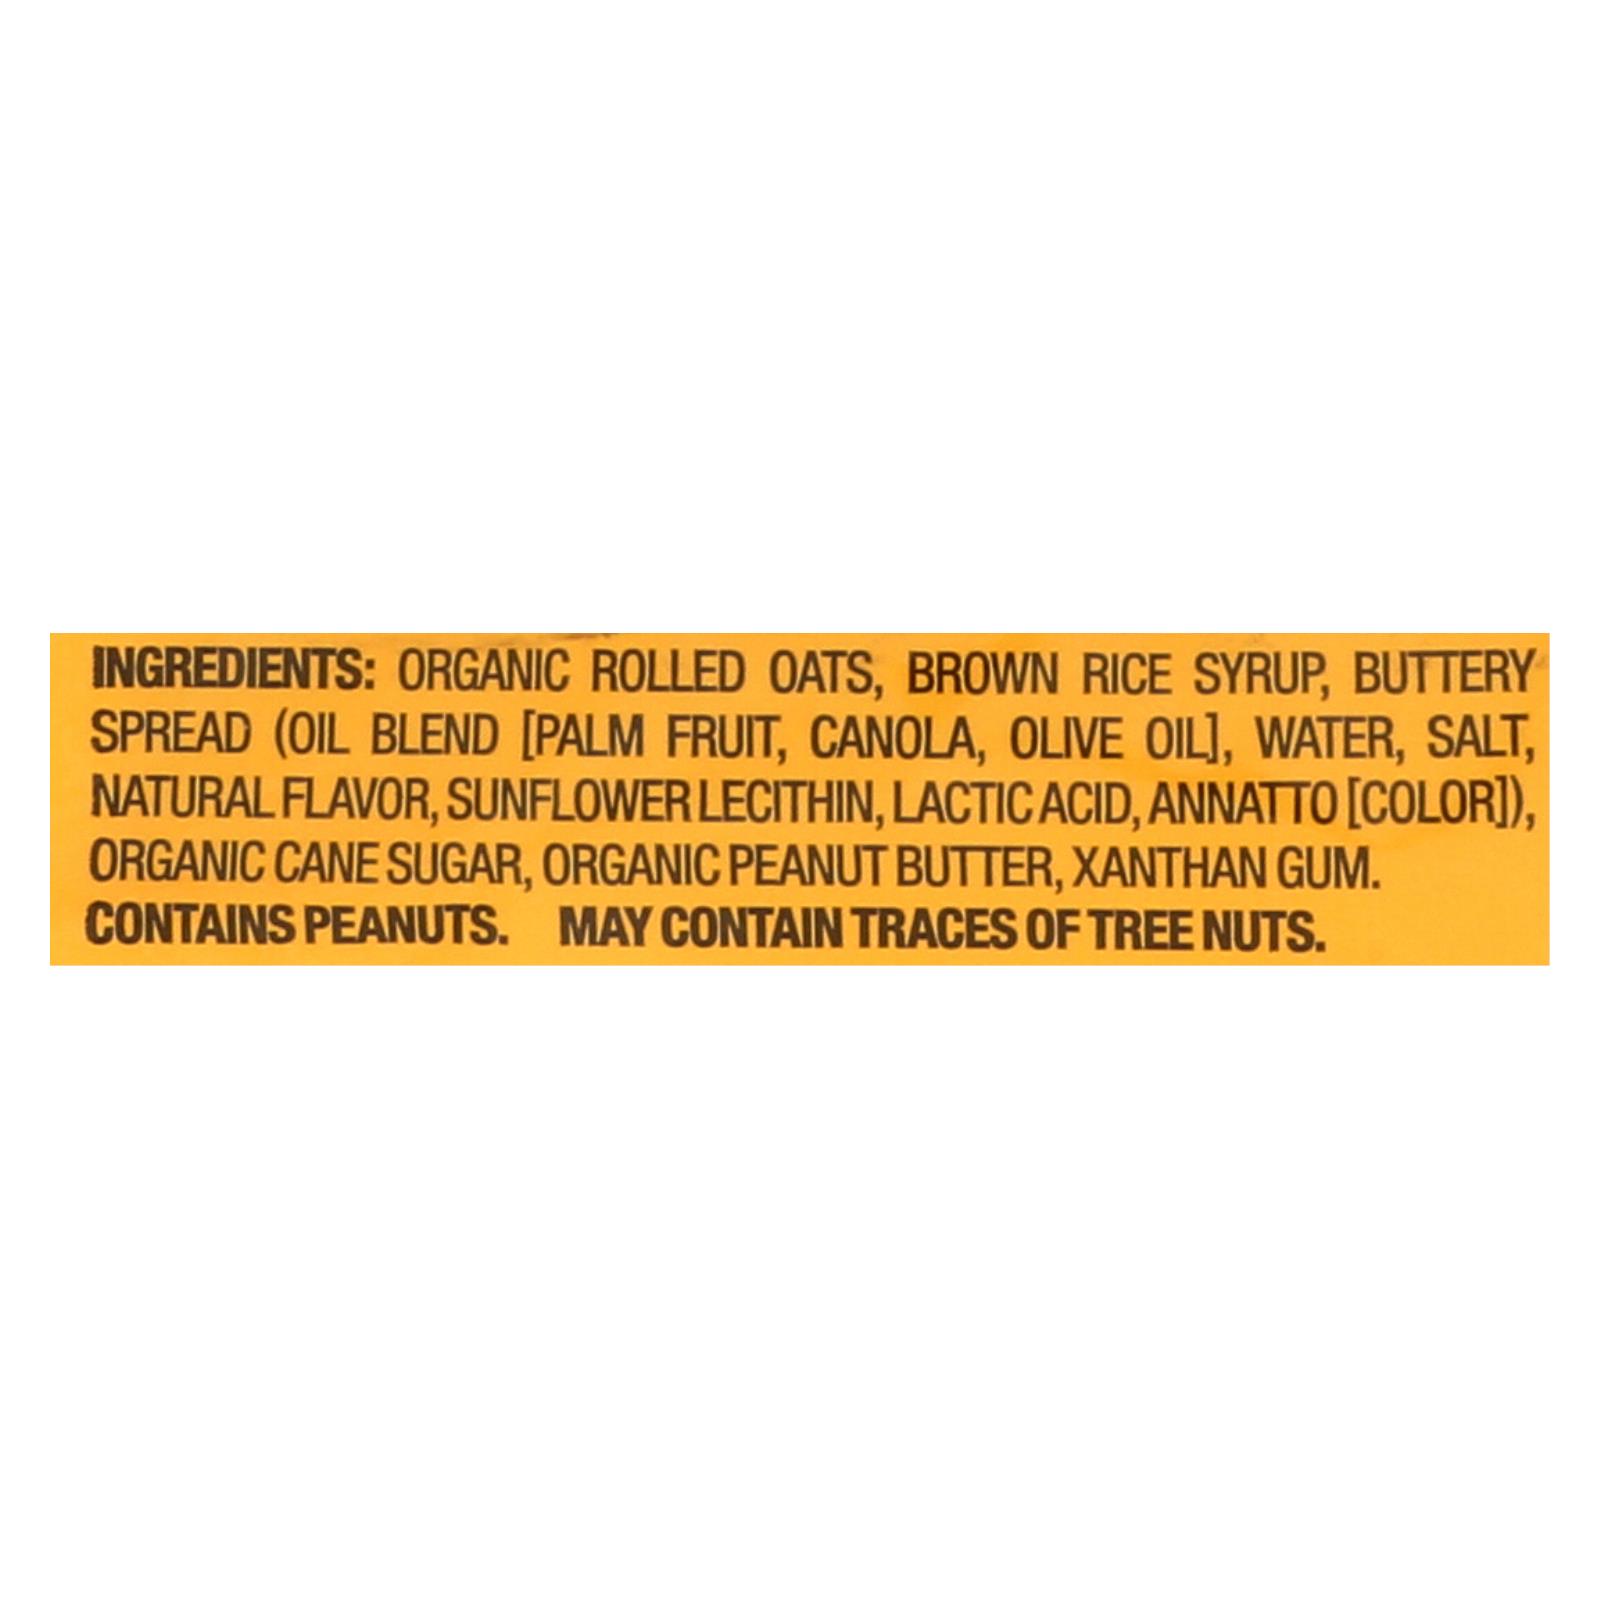 INGREDIENTS: ORGANIC ROLLED OATS, BROWN RICE SYRUP, BUTTERY
SPREAD (OIL BLEND [PALM FRUIT, CANOLA, OLIVE OIL], WATER, SALT,
NATURAL FLAVOR, SUNFLOWER LECITHIN, LACTIC ACID, ANNATTO [COLOR]),
ORGANIC CANE SUGAR, ORGANIC PEANUT BUTTER, XANTHAN GUM.
CONTAINS PEANUTS. MAY CONTAIN TRACES OF TREE NUTS.